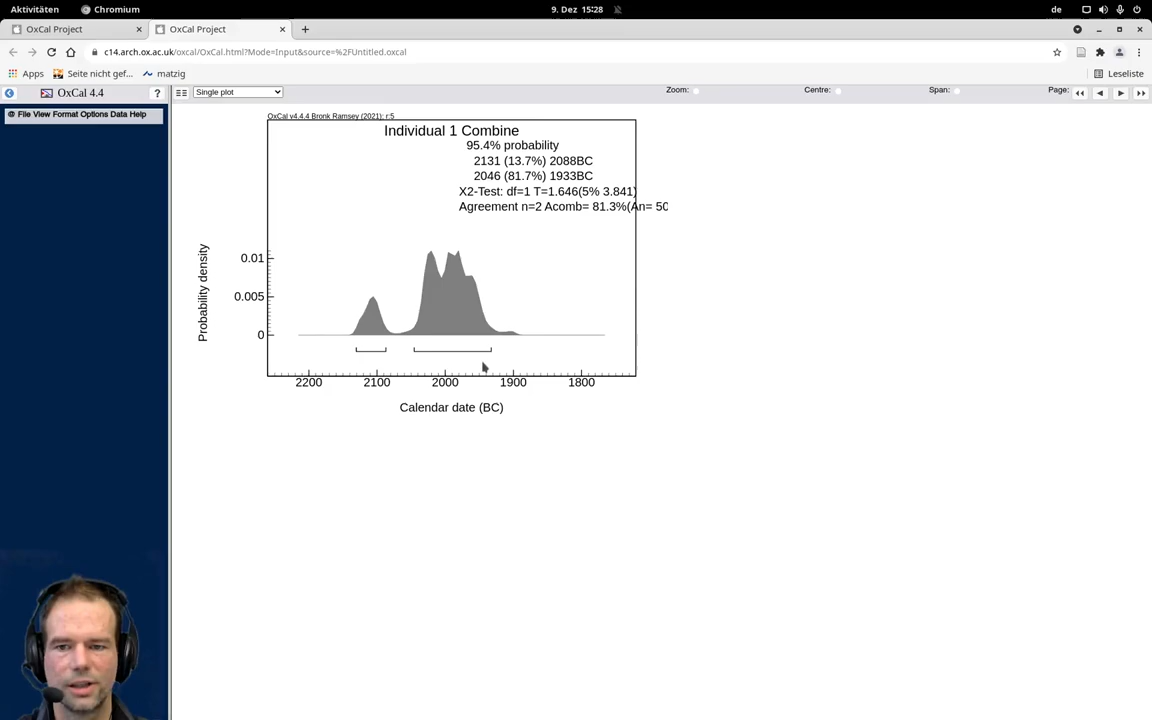 Aktivitäten Chromium 9. Dez 15:28 de
OxCal Project × OxCal Project × +
c14.arch.ox.ac.uk/oxcal/OxCal.html?Mode=Input&source=%2FUntitled.oxcal
Apps Seite nicht gef... matzig Leseliste
OxCal 4.4 ? Single plot Zoom: Centre: Span: Page:
@ File View Format Options Data Help
OxCal v4.4.4 Bronk Ramsey (2021); r:5
Individual 1 Combine
95.4% probability
2131 (13.7%) 2088BC
2046 (81.7%) 1933BC
X2-Test: df=1 T=1.646(5% 3.841)
Agreement n=2 Acomb= 81.3%(An= 50
Probability density
0.01
0.005
0
2200 2100 2000 1900 1800
Calendar date (BC)